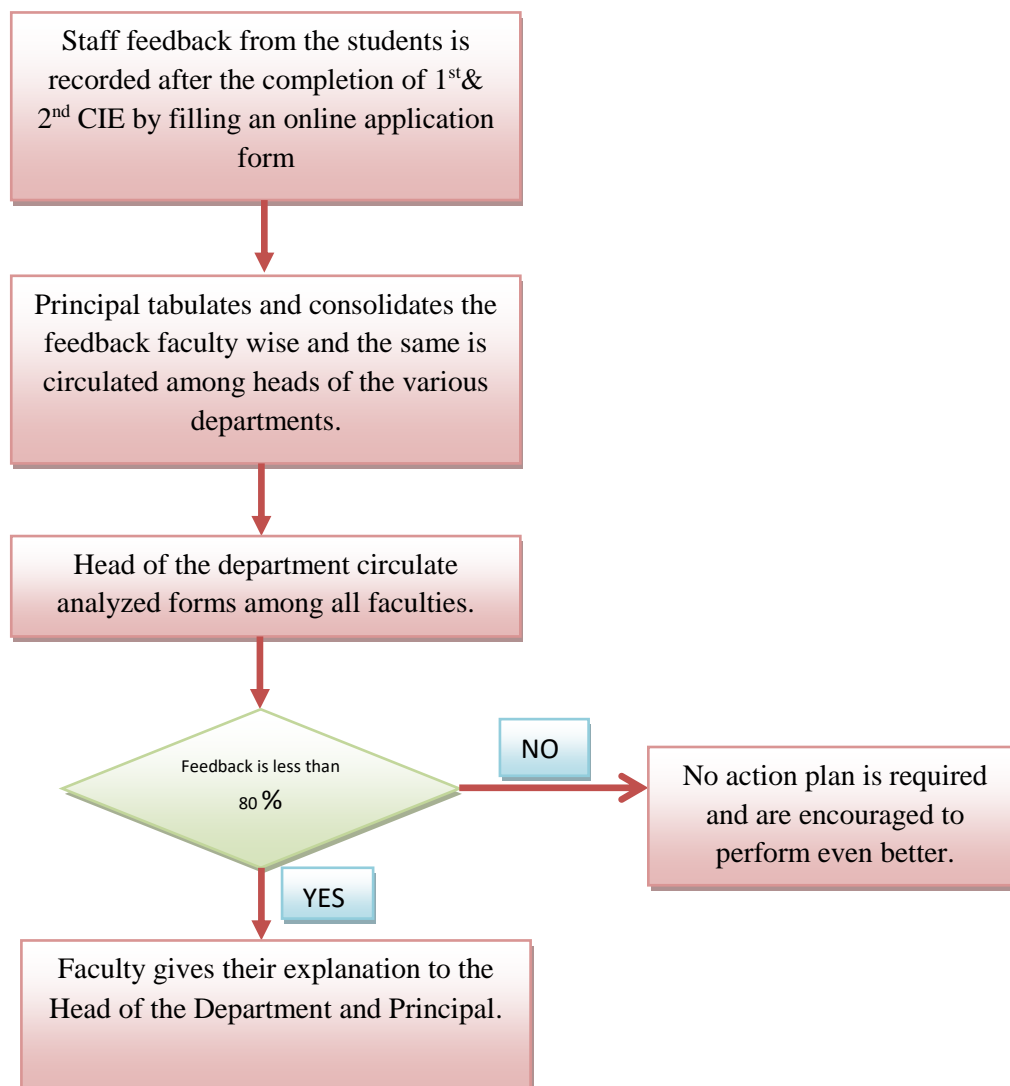 Staff feedback from the students is
recorded after the completion of 1st&
2nd CIE by filling an online application
form
Principal tabulates and consolidates the
feedback faculty wise and the same is
circulated among heads of the various
departments.
Head of the department circulate
analyzed forms among all faculties.
Feedback is less than
80 %
NO
No action plan is required
and are encouraged to
perform even better.
YES
Faculty gives their explanation to the
Head of the Department and Principal.